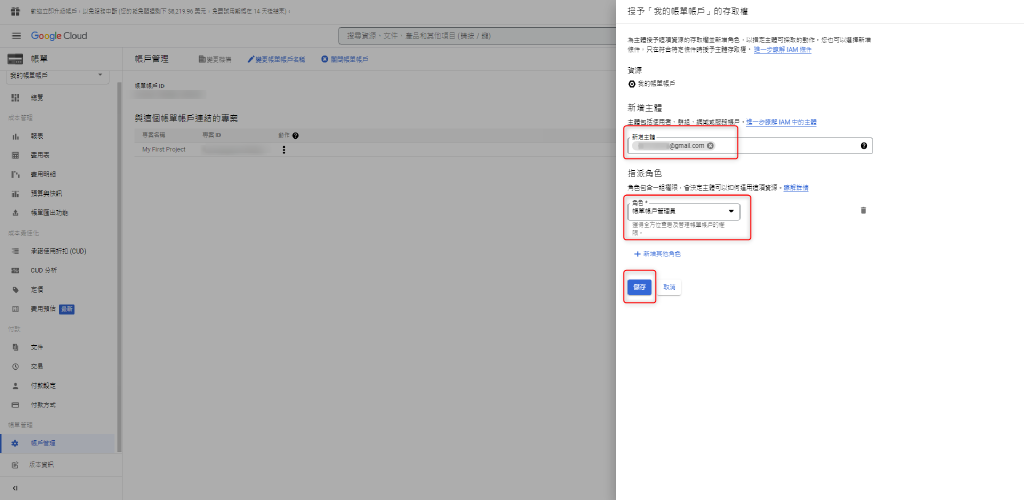 歡迎立即升級帳戶，以免服務中斷 (您的抵免額還剩下 $8,219.96 美元，免費試用期將在 14 天後結束)。
Google Cloud
搜尋資源、文件、產品和其他項目 (請按 / 鍵)
帳單
我的帳單帳戶
總覽
成本管理
報表
費用表
費用明細
預算與快訊
帳單匯出功能
成本最佳化
承諾使用折扣 (CUD)
CUD 分析
定價
費用預估 最新
付款
文件
交易
付款設定
付款方式
帳單管理
帳戶管理
版本資訊
帳戶管理
變更機構
變更帳單帳戶名稱
關閉帳單帳戶
帳單帳戶 ID
與這個帳單帳戶連結的專案
專案名稱 專案 ID 動作
My First Project
授予「我的帳單帳戶」的存取權
為主體授予這項資源的存取權並新增角色，以指定主體可採取的動作。您也可以選擇新增
條件，只在符合特定條件時授予主體存取權。 進一步瞭解 IAM 條件
資源
我的帳單帳戶
新增主體
主體包括使用者、群組、網域或服務帳戶。進一步瞭解 IAM 中的主體
新增主體
@gmail.com
指派角色
角色包含一組權限，會決定主體可以如何運用這項資源。瞭解詳情
角色 *
帳單帳戶管理員
獲得全方位查看及管理帳單帳戶的權
限。
新增其他角色
儲存
取消